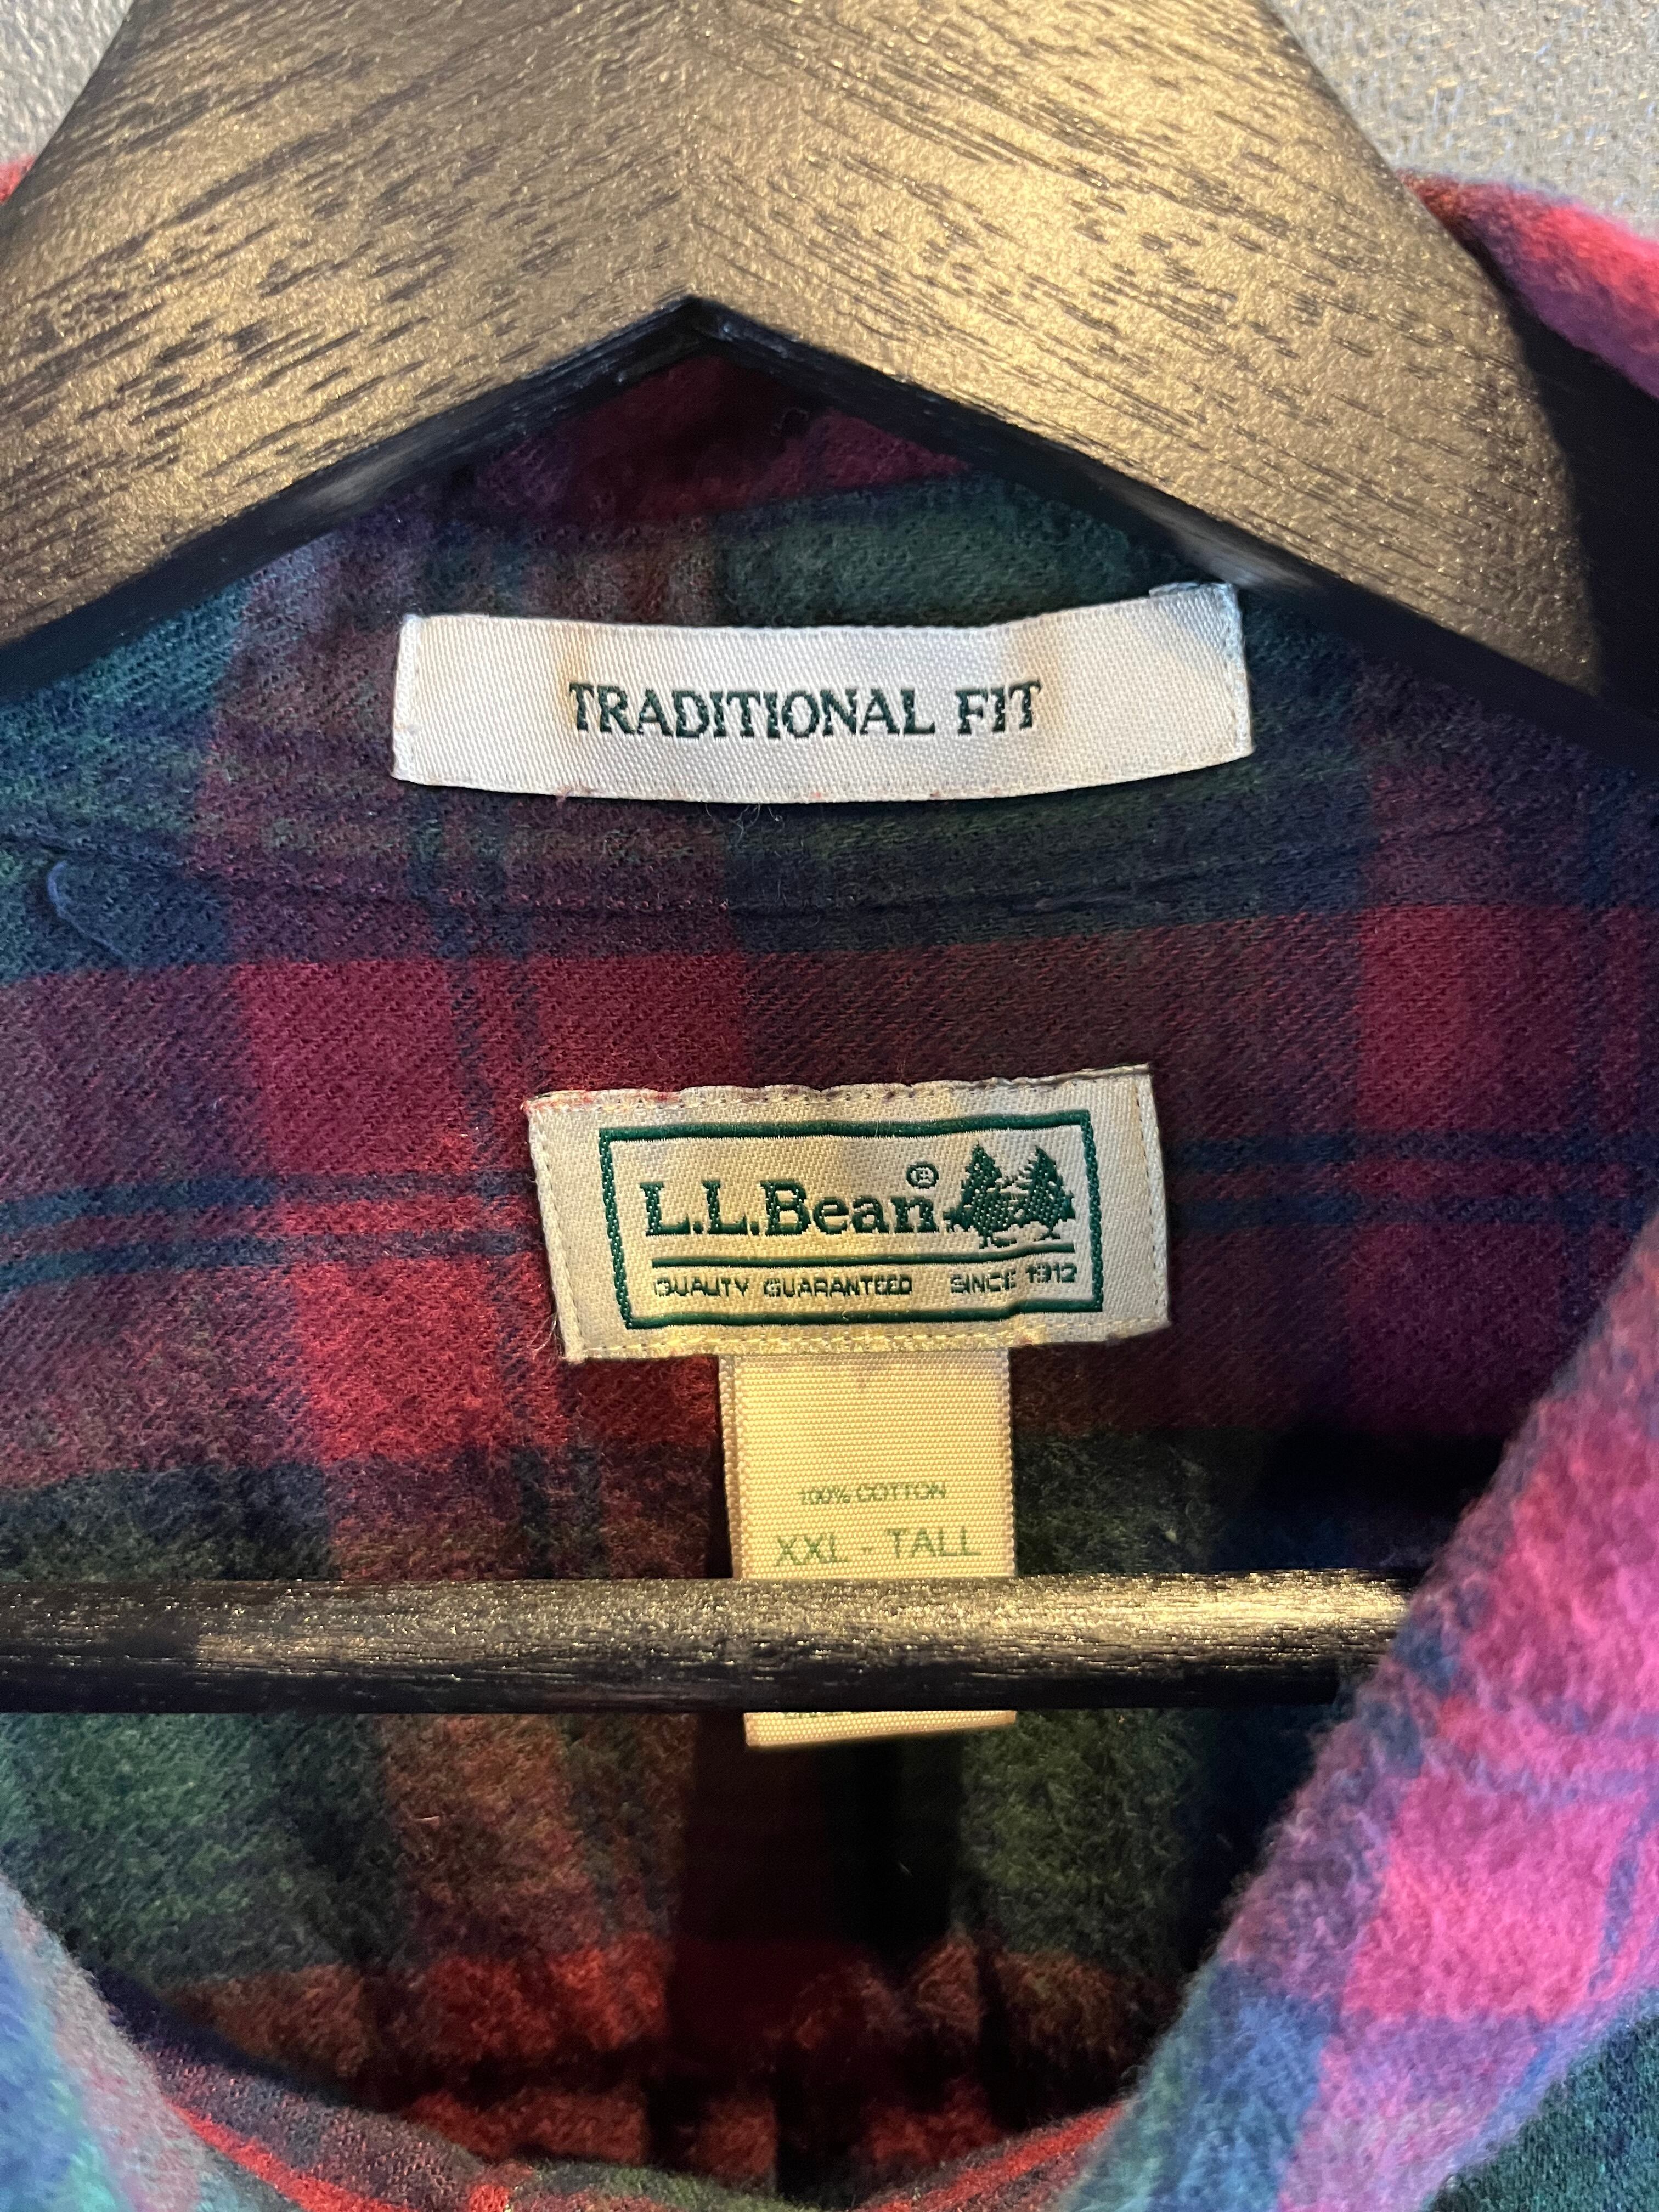 TRADITIONAL FIT
L.L.Bean®
QUALITY GUARANTEED SINCE 1912
100% COTTON
XXL - TALL